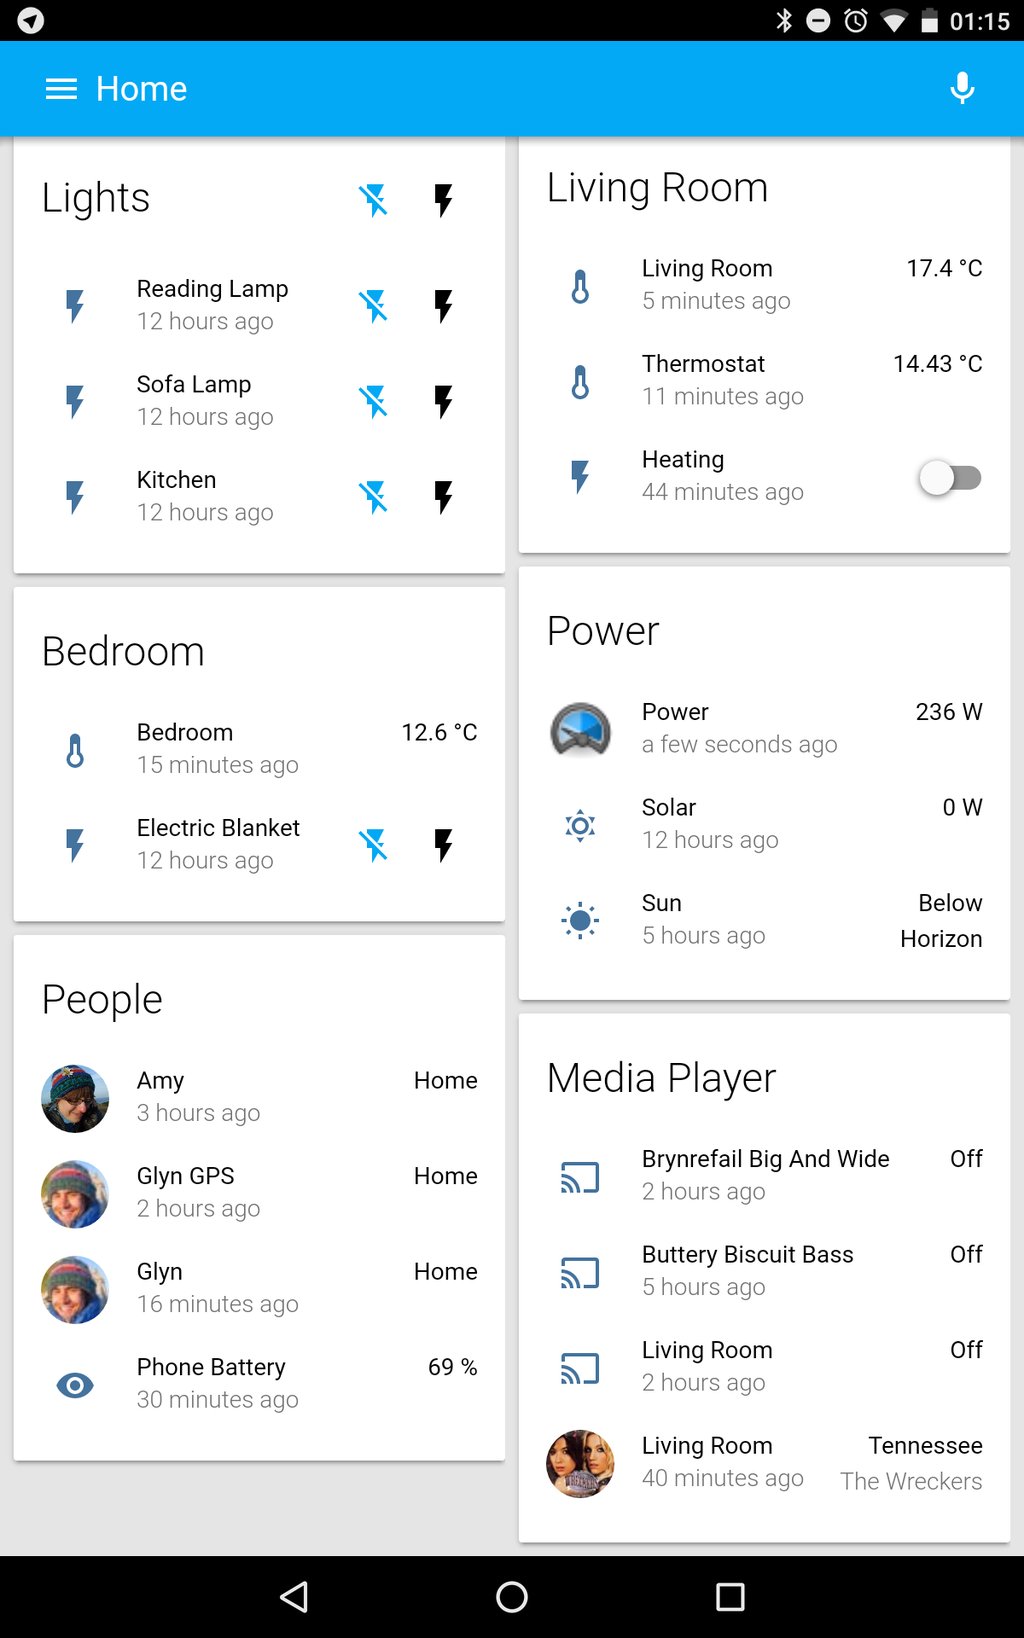 01:15
Home
Lights
Reading Lamp
12 hours ago
Sofa Lamp
12 hours ago
Kitchen
12 hours ago
Bedroom
Bedroom 12.6 °C
15 minutes ago
Electric Blanket
12 hours ago
People
Amy Home
3 hours ago
Glyn GPS Home
2 hours ago
Glyn Home
16 minutes ago
Phone Battery 69 %
30 minutes ago
Living Room
Living Room 17.4 °C
5 minutes ago
Thermostat 14.43 °C
11 minutes ago
Heating
44 minutes ago
Power
Power 236 W
a few seconds ago
Solar 0 W
12 hours ago
Sun Below
5 hours ago Horizon
Media Player
Brynrefail Big And Wide Off
2 hours ago
Buttery Biscuit Bass Off
5 hours ago
Living Room Off
2 hours ago
Living Room Tennessee
40 minutes ago The Wreckers